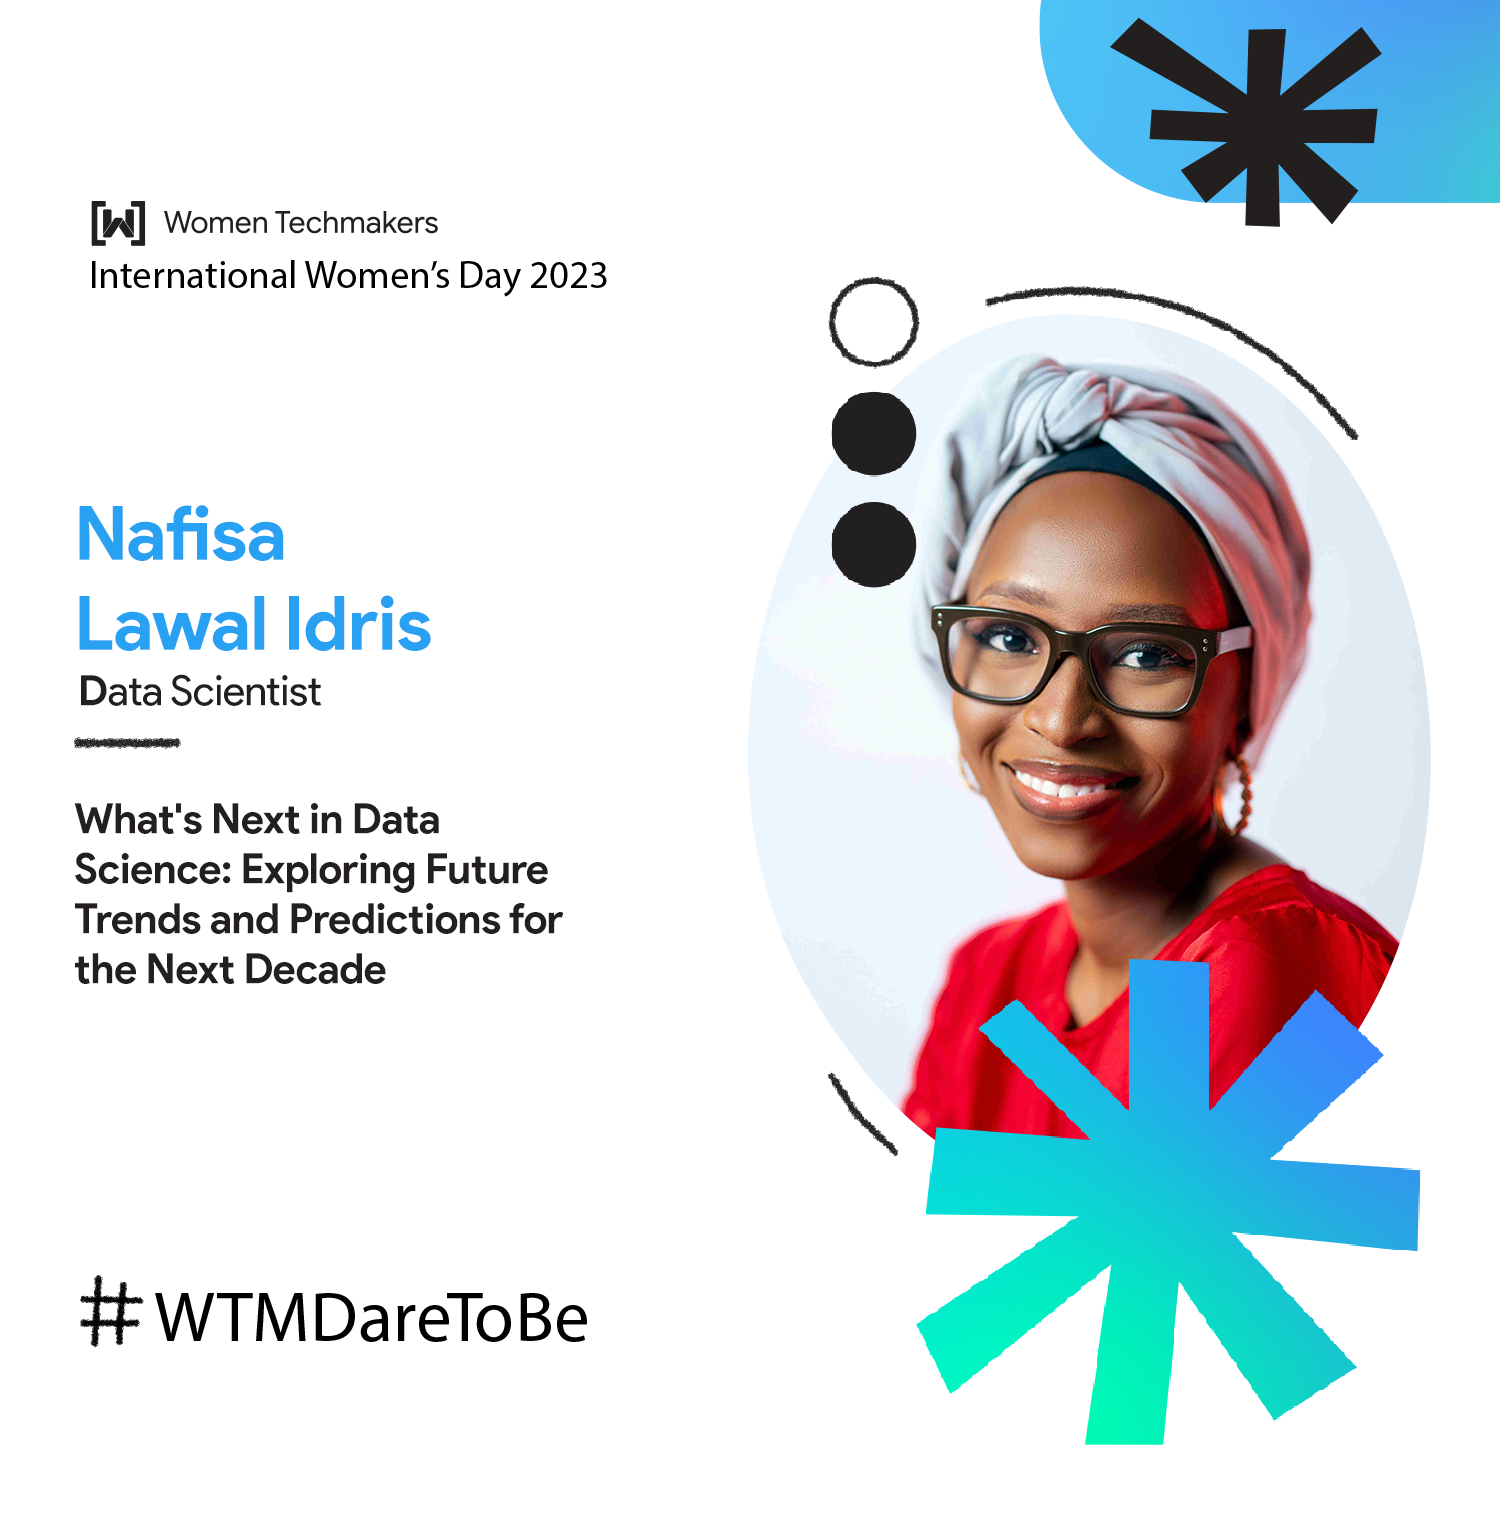 [W] Women Techmakers
International Women’s Day 2023
Nafisa
Lawal Idris
Data Scientist
What's Next in Data
Science: Exploring Future
Trends and Predictions for
the Next Decade
#WTMDareToBe